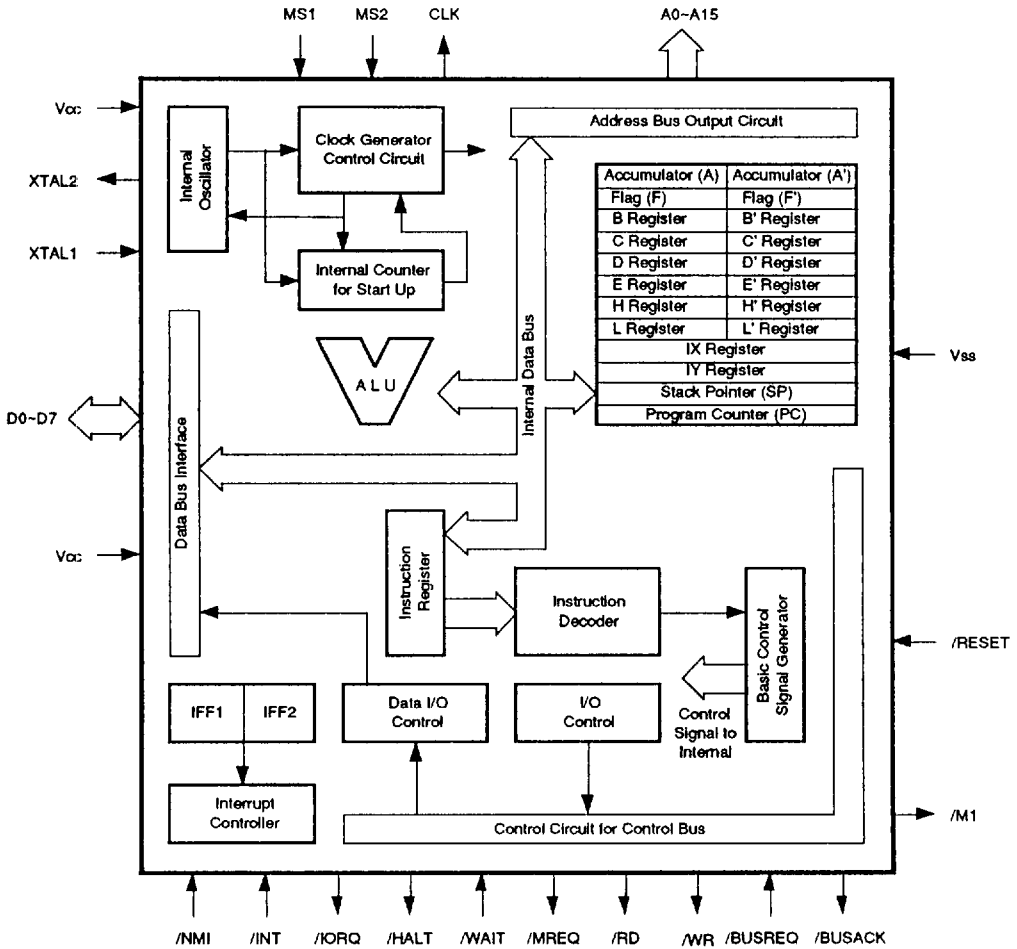 MS1 MS2 CLK A0~A15
Vcc
XTAL2
XTAL1
Internal
Oscillator
Clock Generator
Control Circuit
Internal Counter
for Start Up
Address Bus Output Circuit
Accumulator (A) Accumulator (A')
Flag (F) Flag (F')
B Register B' Register
C Register C' Register
D Register D' Register
E Register E' Register
H Register H' Register
L Register L' Register
IX Register
IY Register
Stack Pointer (SP)
Program Counter (PC)
Vss
Internal Data Bus
ALU
D0~D7
Data Bus Interface
Vcc
Instruction
Register
Instruction
Decoder
Basic Control
Signal Generator
/RESET
IFF1 IFF2
Data I/O
Control
I/O
Control
Control
Signal to
Internal
Interrupt
Controller
Control Circuit for Control Bus
/M1
/NMI /INT /IORQ /HALT /WAIT /MREQ /RD /WR /BUSREQ /BUSACK